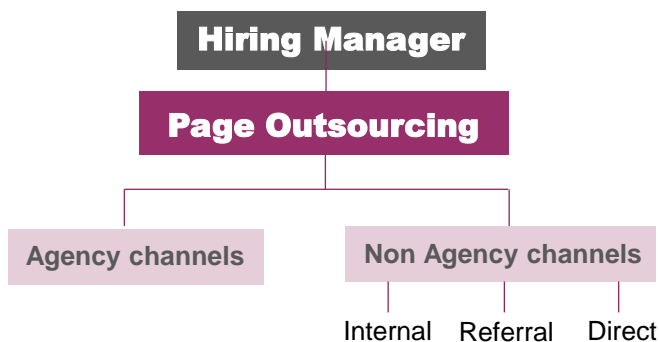 Hiring Manager
Page Outsourcing
Agency channels
Non Agency channels
Internal
Referral
Direct